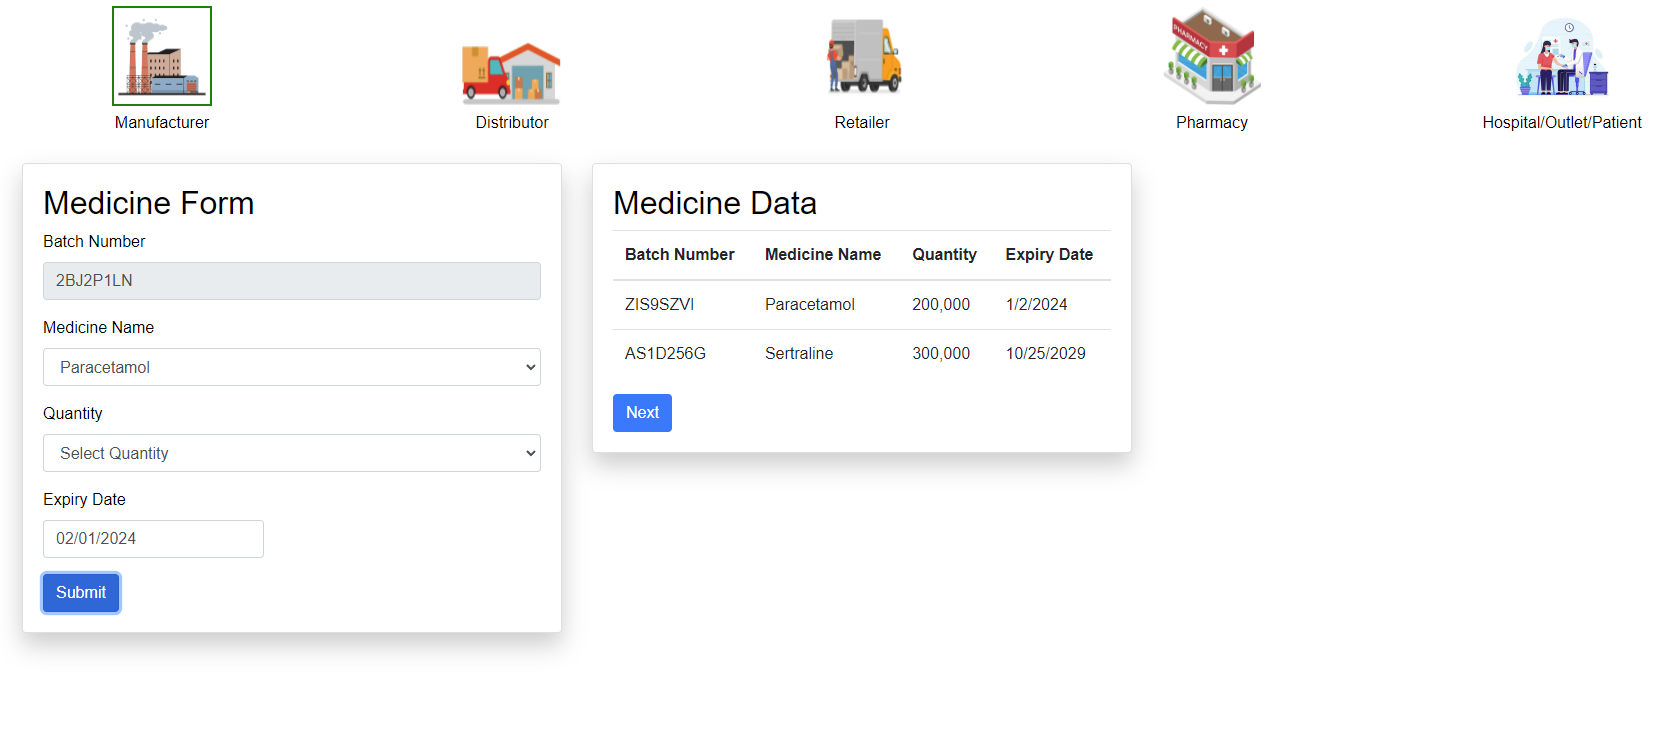 PHARMACY
Manufacturer
Distributor
Retailer
Pharmacy
Hospital/Outlet/Patient
Medicine Form
Batch Number
2BJ2P1LN
Medicine Name
Paracetamol
Quantity
Select Quantity
Expiry Date
02/01/2024
Submit
Medicine Data
Batch Number Medicine Name Quantity Expiry Date
ZIS9SZVI Paracetamol 200,000 1/2/2024
AS1D256G Sertraline 300,000 10/25/2029
Next